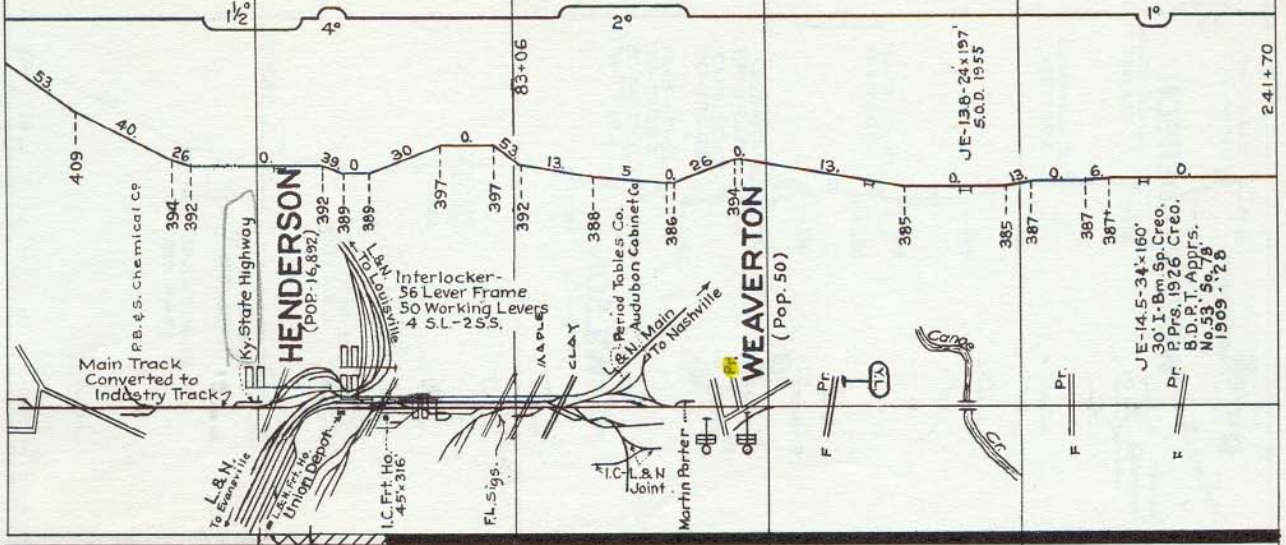 1½°
4°
2°
1°
53.
40.
26
0.
39
0
30
0.
53
13.
5
26
0.
13.
0.
13.
0
6.
0.
409
394
392
392
389
389
397
397
392
388
386
394
385
385
387
387
387+
83+06
241+70
P.B. & S. Chemical Co
Ky. State Highway
HENDERSON
(POP.-16,892)
L.&N.
To Louisville
Interlocker-
56 Lever Frame
50 Working Levers
4 S.L-2 S.S.
MAPLE
CLAY
Period Tables Co.
Audubon Cabinet Co
L.&N. Main
To Nashville
WEAVERTON
(Pop. 50)
JE-13.8-24'x197'
S.O.D. 1955
JE-14.5-34'x160'
30' I-Bm. Sp. Creo.
P. Prs. 1926 Creo.
B.D.P.T. Apprs.
No. 53' So. 78'
1909 - '28
Main Track
Converted to
Industry Track
Pr.
Pr.
Y.L.
Canoe
Cr.
Pr.
Pr.
F
F
L.&N.
To Evansville
L.&N. Frt. Ho.
Union Depot
I.C. Frt. Ho.
45'x316'
F.L. Sigs.
I.C-L.&N
Joint
Martin Porter